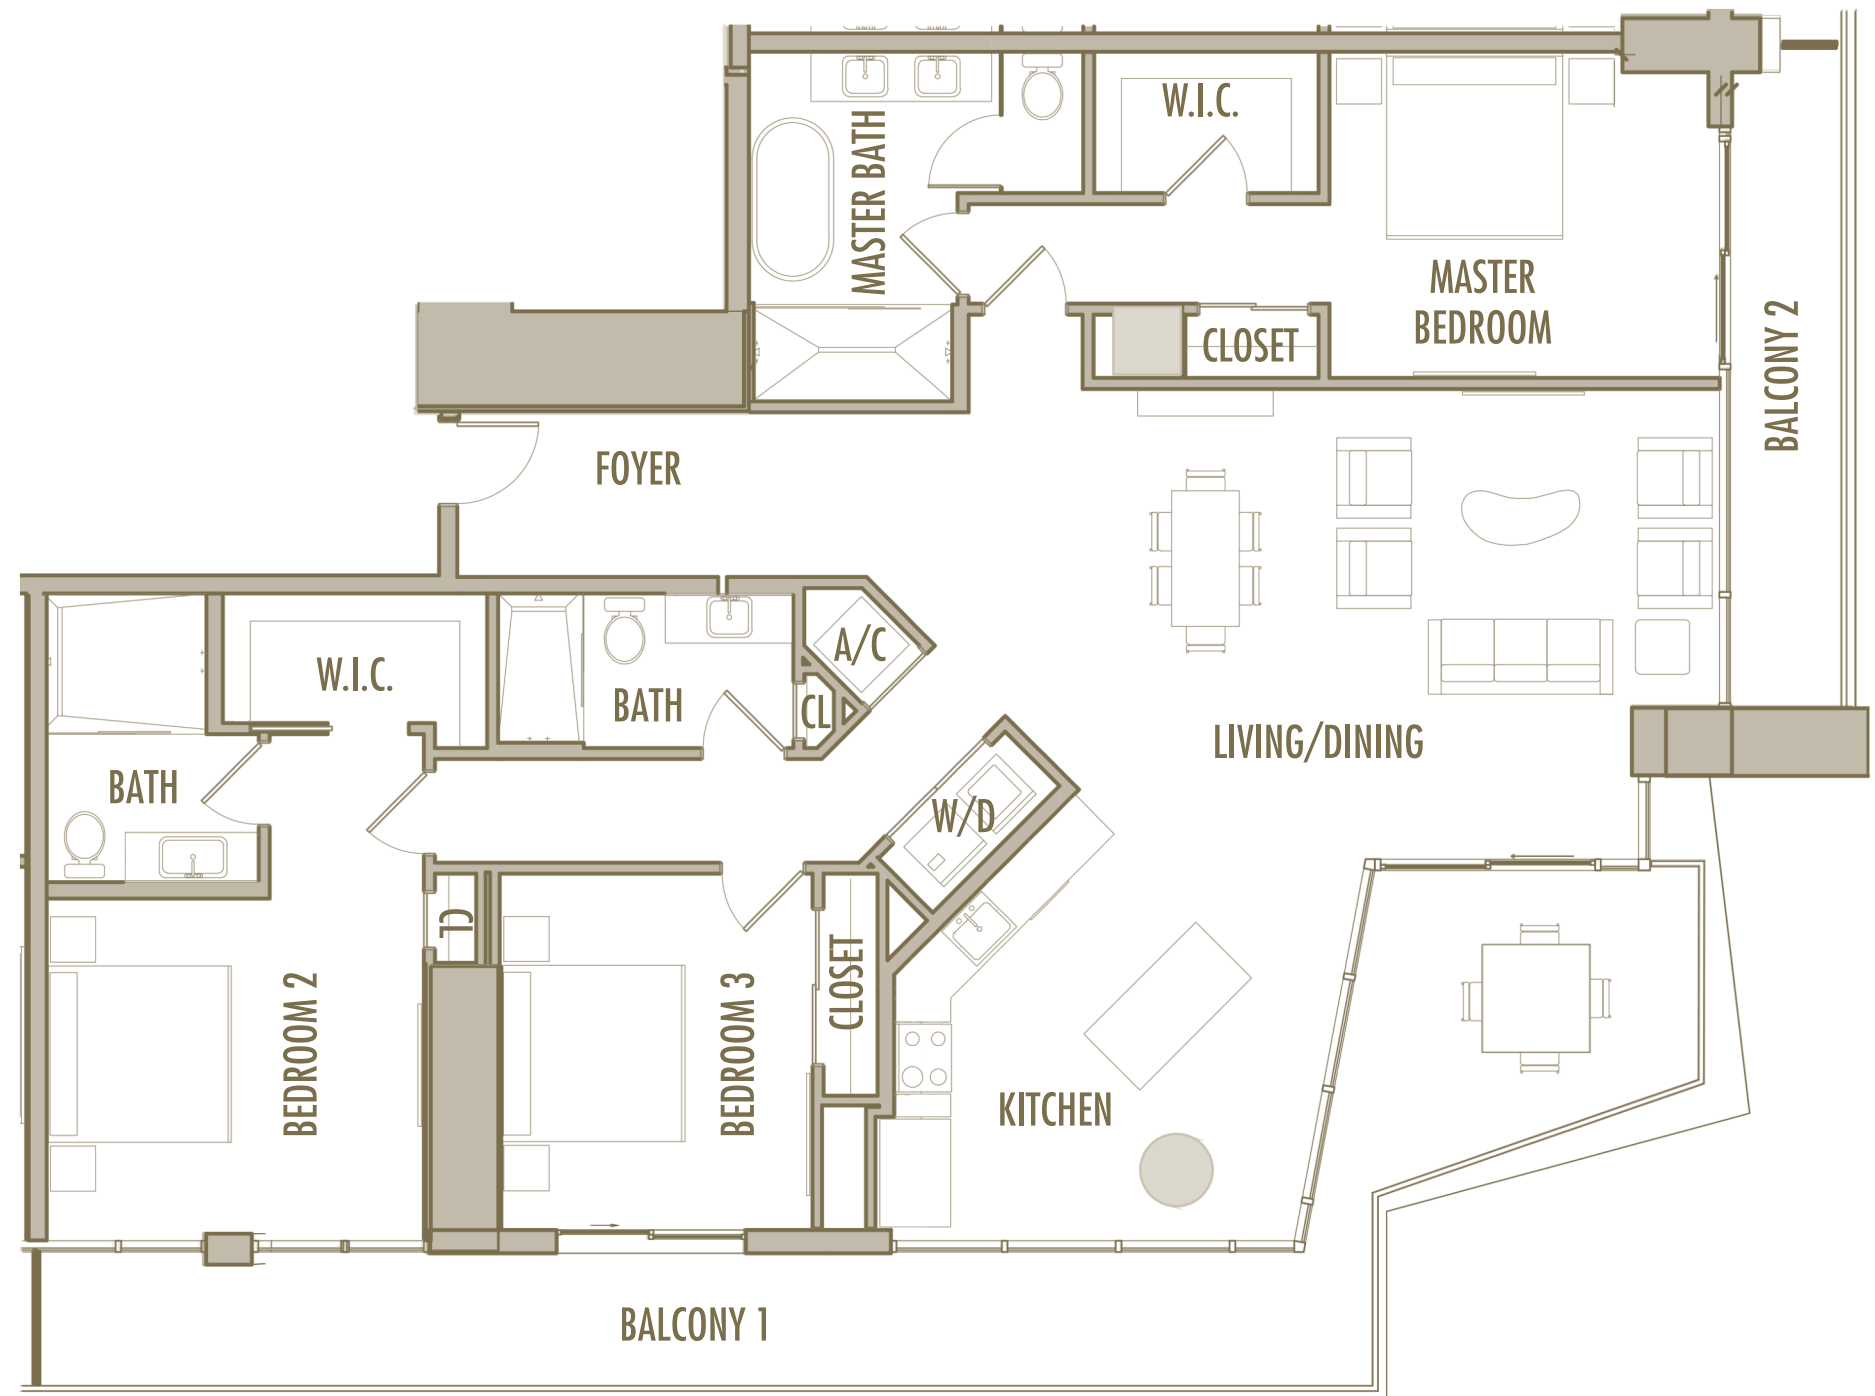 W.I.C.
MASTER BATH
MASTER
BEDROOM
CLOSET
BALCONY 2
FOYER
A/C
W.I.C.
BATH
CL
LIVING/DINING
BATH
W/D
CL
CLOSET
BEDROOM 2
BEDROOM 3
KITCHEN
BALCONY 1